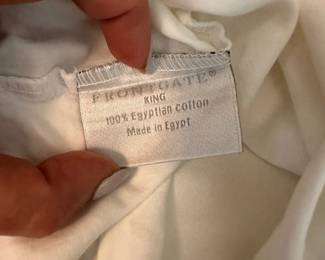 FRONTGATE®
KING
100% Egyptian cotton
Made in Egypt